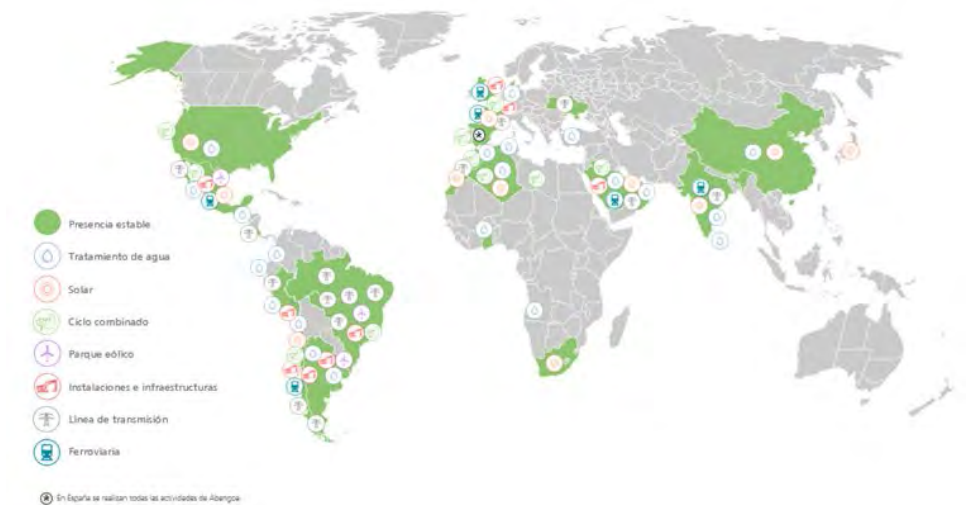 Presencia estable
Tratamiento de agua
Solar
Ciclo combinado
Parque eólico
Instalaciones e infraestructuras
Línea de transmisión
Ferroviaria
En España se realizan todas las actividades de Abengoa.